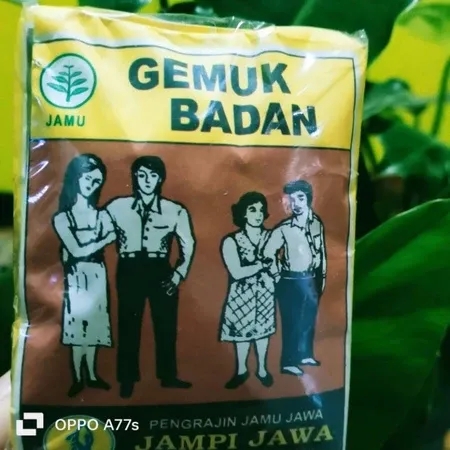 GEMUK
BADAN
JAMU
PENGRAJIN JAMU JAWA
JAMPI JAWA
OPPO A77s